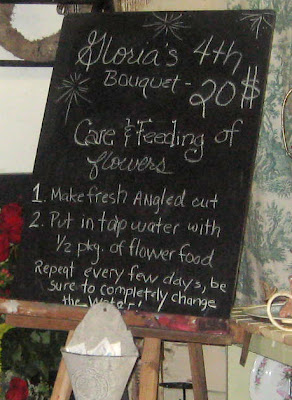 Gloria's 4th
Bouquet - 20$
Care & Feeding of
flowers
1. Make fresh Angled cut
2. Put in tap water with
1/2 pkg. of flower food
Repeat every few days, be
sure to completely change
the water!